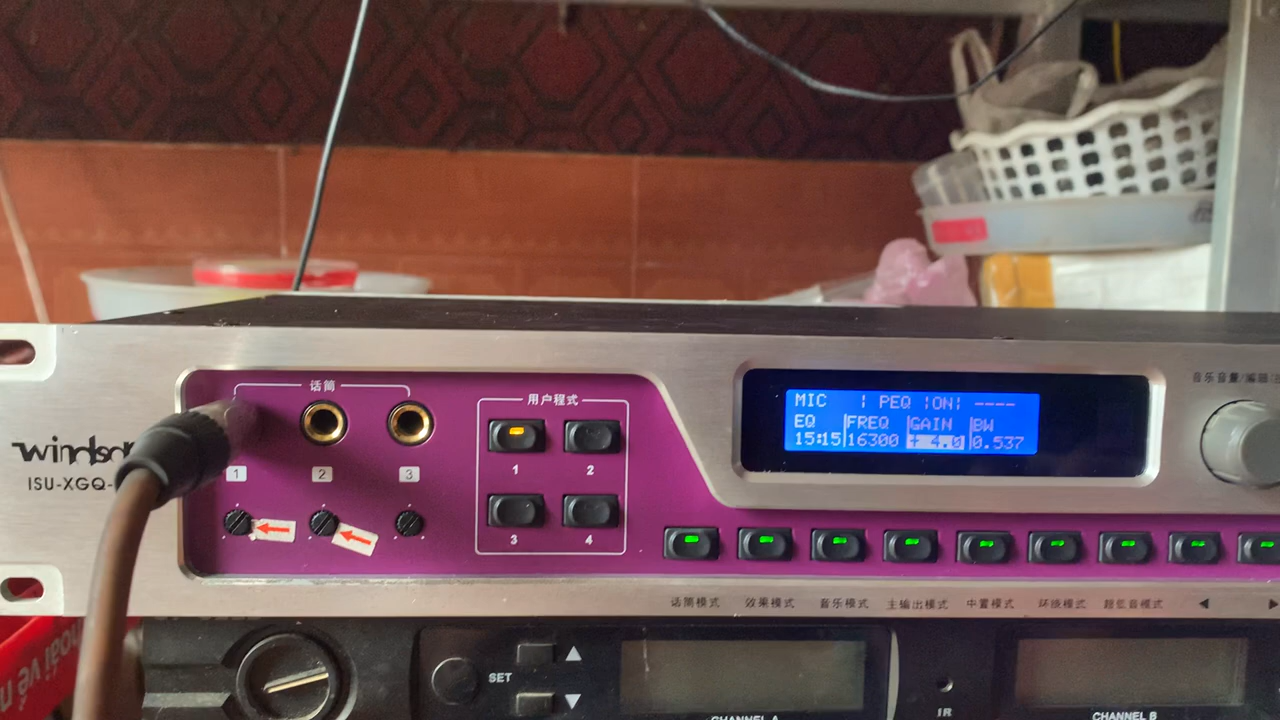 话筒
1
2
3
用户程式
1
2
3
4
ISU-XGQ-
MIC | PEQ |ON| ----
EQ |FREQ |GAIN |BW
15:15|16300 + 4.0 0.537
音乐音量/编辑
话筒模式
效果模式
音乐模式
主输出模式
中置模式
环绕模式
超低音模式
◀
▶
SET
▲
▼
CHANNEL A
IR
CHANNEL B